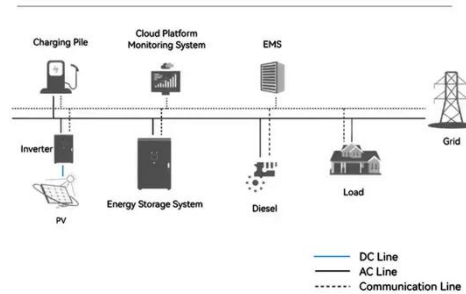 Charging Pile
Cloud Platform
Monitoring System
EMS
Grid
Inverter
PV
Energy Storage System
Diesel
Load
DC Line
AC Line
Communication Line